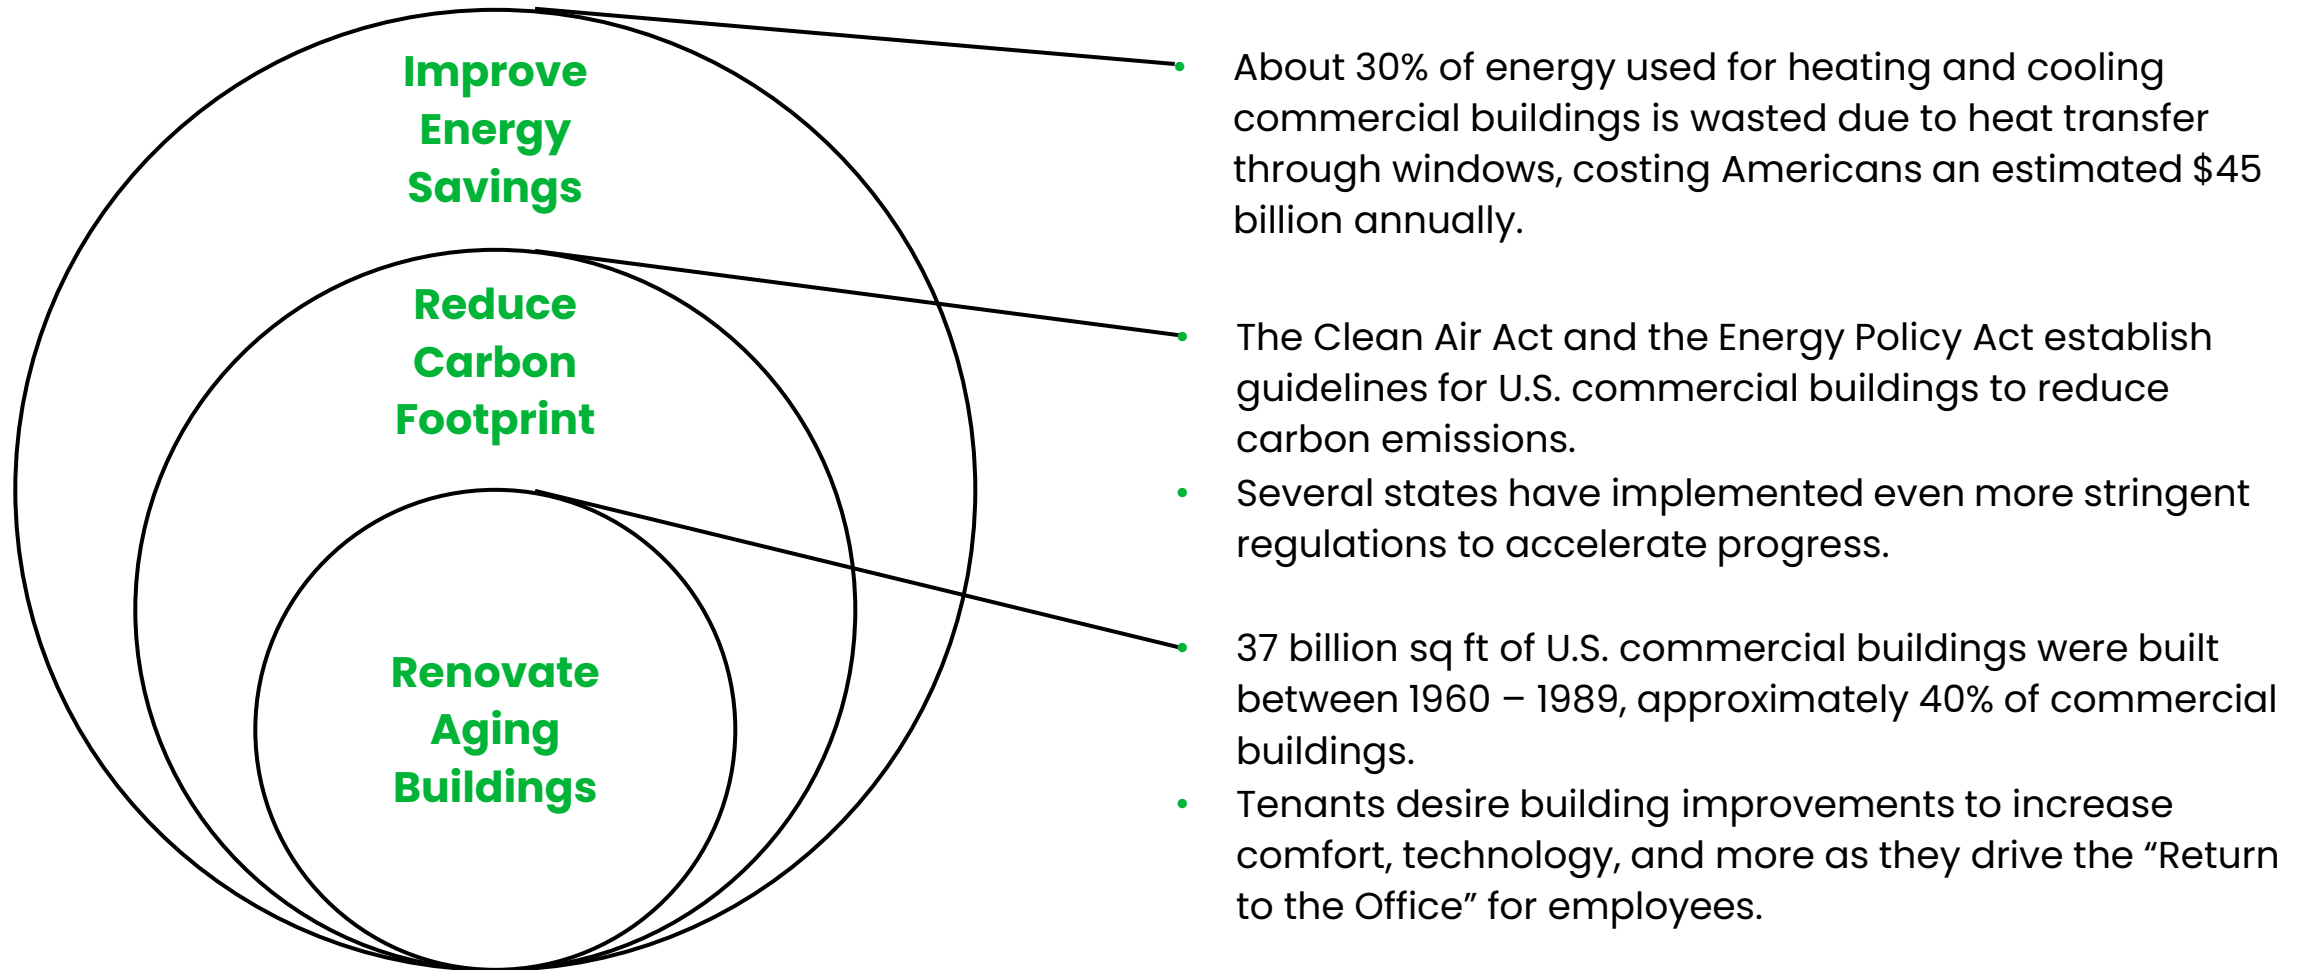 Improve
Energy
Savings
About 30% of energy used for heating and cooling
commercial buildings is wasted due to heat transfer
through windows, costing Americans an estimated $45
billion annually.
Reduce
Carbon
Footprint
• The Clean Air Act and the Energy Policy Act establish
guidelines for U.S. commercial buildings to reduce
carbon emissions.
• Several states have implemented even more stringent
regulations to accelerate progress.
Renovate
Aging
Buildings
• 37 billion sq ft of U.S. commercial buildings were built
between 1960 – 1989, approximately 40% of commercial
buildings.
• Tenants desire building improvements to increase
comfort, technology, and more as they drive the “Return
to the Office” for employees.